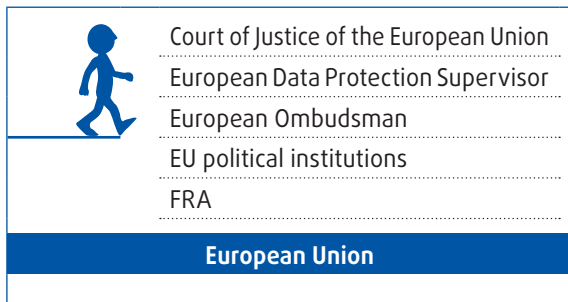 Court of Justice of the European Union
European Data Protection Supervisor
European Ombudsman
EU political institutions
FRA
European Union